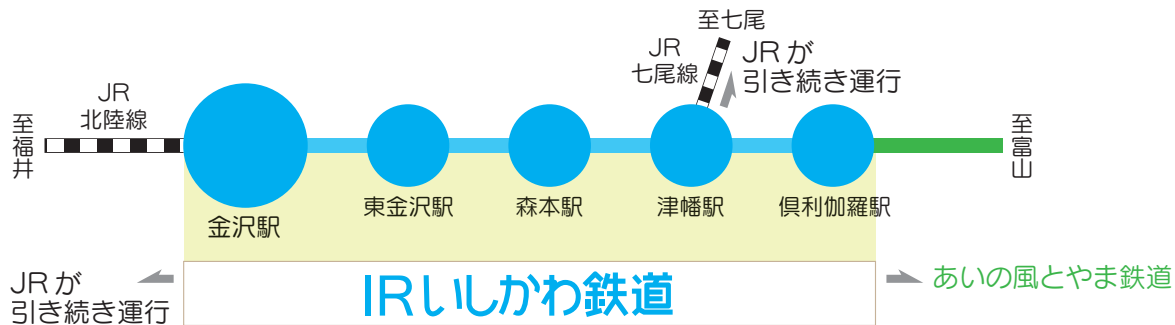 至七尾
JR
七尾線
JRが
引き続き運行
JR
北陸線
至福井
至富山
金沢駅
東金沢駅
森本駅
津幡駅
倶利伽羅駅
JRが
引き続き運行
IRいしかわ鉄道
あいの風とやま鉄道